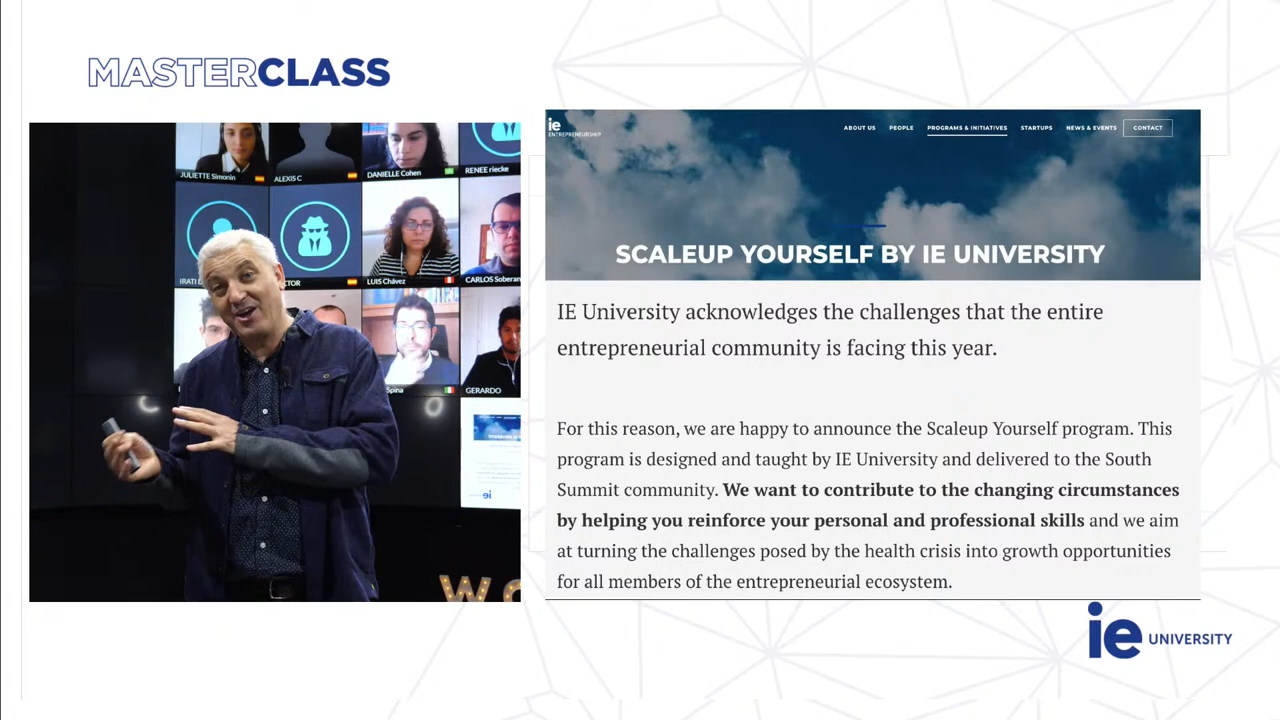 MASTERCLASS
JULIETTE Simonin
ALEXIS C
DANIELLE Cohen
RENEE riecke
LUIS Chávez
CARLOS Soberan
GERARDO
ie
ENTREPRENEURSHIP
ABOUT US
PEOPLE
PROGRAMS & INITIATIVES
STARTUPS
NEWS & EVENTS
CONTACT
SCALEUP YOURSELF BY IE UNIVERSITY
IE University acknowledges the challenges that the entire
entrepreneurial community is facing this year.
For this reason, we are happy to announce the Scaleup Yourself program. This
program is designed and taught by IE University and delivered to the South
Summit community. We want to contribute to the changing circumstances
by helping you reinforce your personal and professional skills and we aim
at turning the challenges posed by the health crisis into growth opportunities
for all members of the entrepreneurial ecosystem.
ie UNIVERSITY